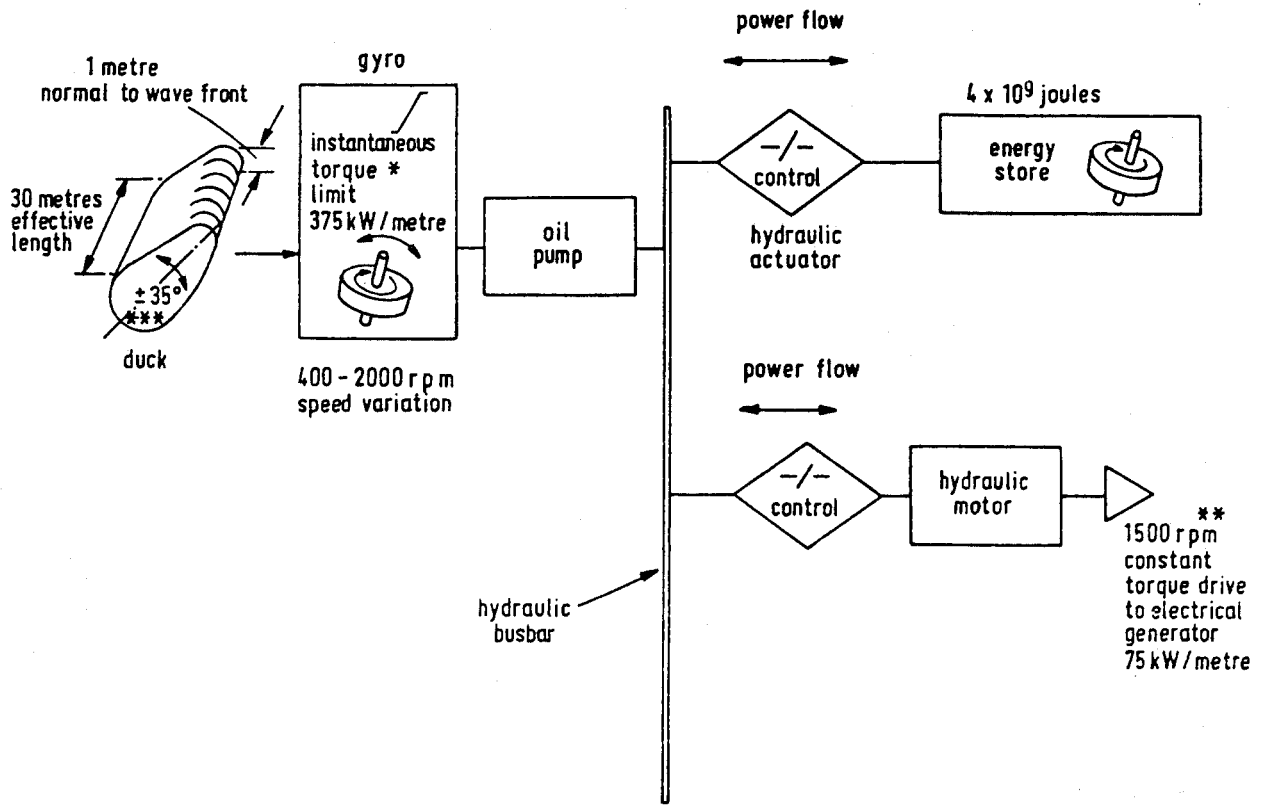 1 metre
normal to wave front
30 metres
effective
length
± 35°
***
duck
gyro
instantaneous
torque *
limit
375 kW/metre
400 - 2000 rpm
speed variation
oil
pump
hydraulic
busbar
power flow
-/-
control
hydraulic
actuator
4 x 10⁹ joules
energy
store
power flow
-/-
control
hydraulic
motor
**
1500 rpm
constant
torque drive
to electrical
generator
75 kW/metre